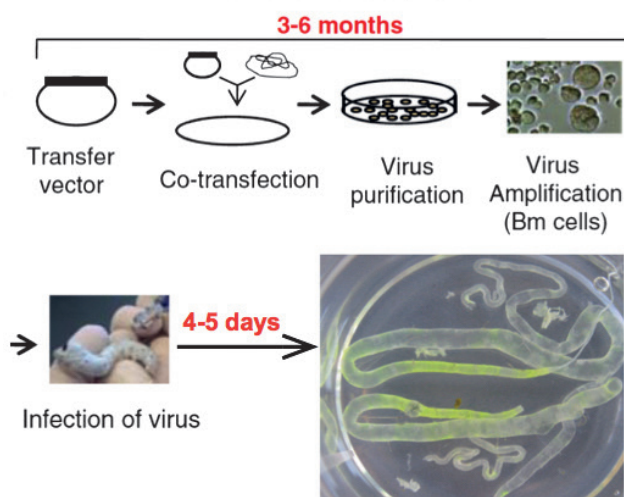 3-6 months
Transfer
vector
Co-transfection
Virus
purification
Virus
Amplification
(Bm cells)
Infection of virus
4-5 days